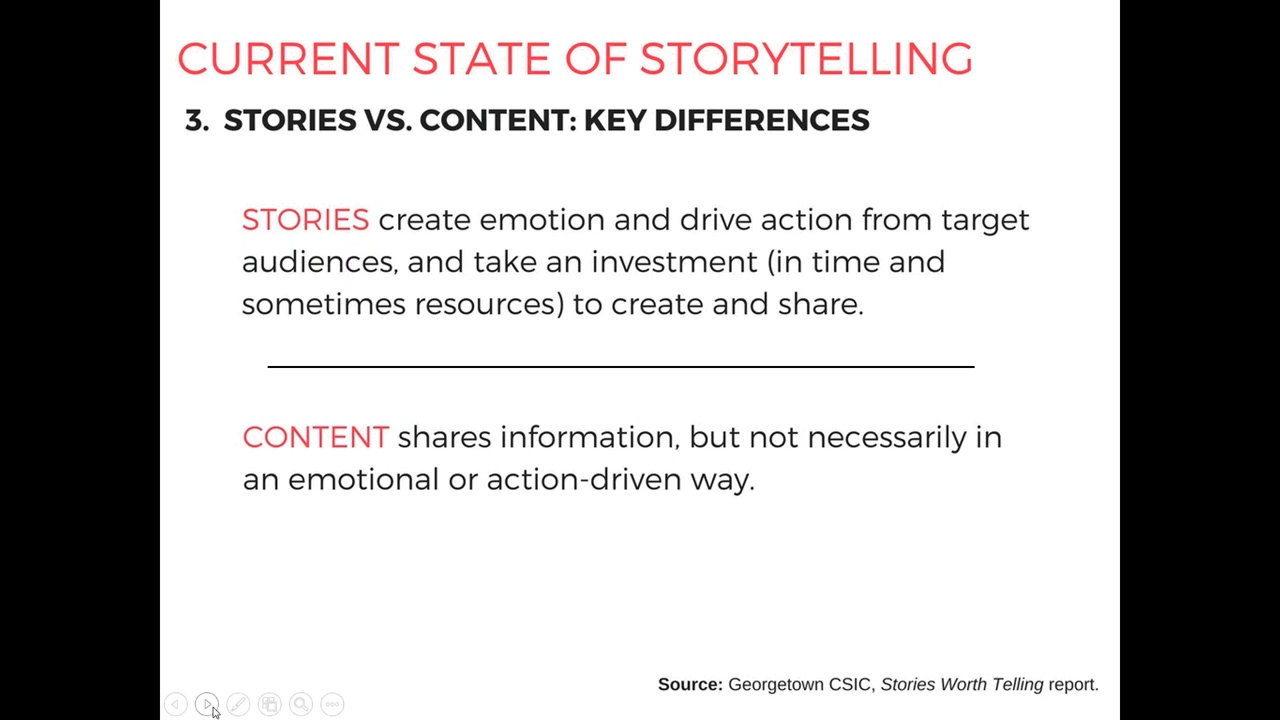 CURRENT STATE OF STORYTELLING
3. STORIES VS. CONTENT: KEY DIFFERENCES
STORIES create emotion and drive action from target
audiences, and take an investment (in time and
sometimes resources) to create and share.
CONTENT shares information, but not necessarily in
an emotional or action-driven way.
Source: Georgetown CSIC, Stories Worth Telling report.